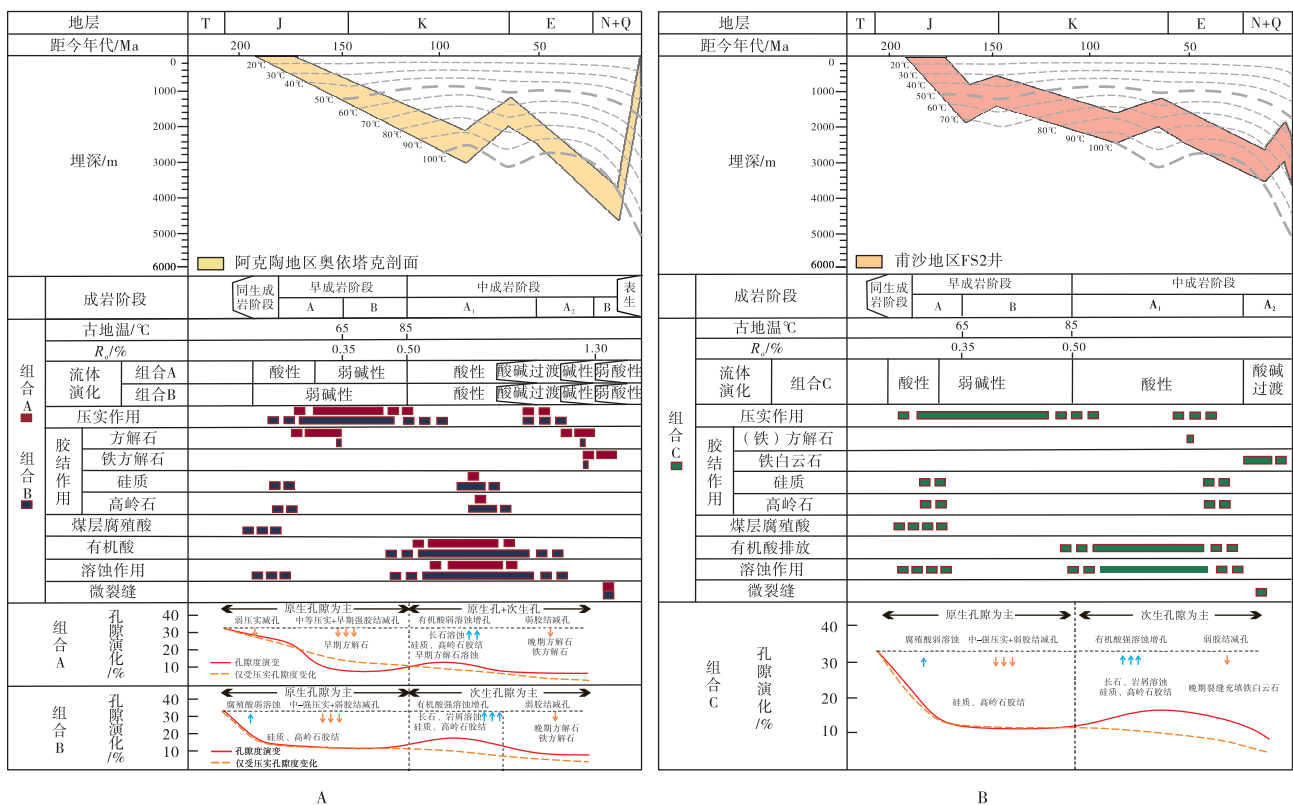 地层 T J K E N+Q
距今年代/Ma 200 150 100 50
埋深/m
0
1000
2000
3000
4000
5000
6000
20℃
30℃
40℃
50℃
60℃
70℃
80℃
90℃
100℃
阿克陶地区奥依塔克剖面
组合A
组合B
成岩阶段
同生成岩阶段
早成岩阶段
A B
中成岩阶段
A₁ A₂ B
表生
古地温/℃ 65 85
Rₒ/% 0.35 0.50 1.30
流体演化
组合A 酸性 弱碱性 酸性 酸碱过渡 碱性 弱酸性
组合B 弱碱性 酸性 酸碱过渡 碱性 弱酸性
压实作用
胶结作用
方解石
铁方解石
硅质
高岭石
煤层腐殖酸
有机酸
溶蚀作用
微裂缝
组合A
孔隙演化/%
40
30
20
10
原生孔隙为主 原生孔+次生孔
弱压实减孔 中等压实+早期强胶结减孔 有机酸弱溶蚀增孔 弱胶结减孔
早期方解石
长石溶蚀
硅质、高岭石胶结
早期方解石溶蚀
晚期方解石
铁方解石
孔隙度演变
仅受压实孔隙度变化
组合B
孔隙演化/%
40
30
20
10
原生孔隙为主 次生孔隙为主
腐殖酸弱溶蚀 中—强压实+弱胶结减孔 有机酸强溶蚀增孔 弱胶结减孔
硅质、高岭石胶结
长石、岩屑溶蚀
硅质、高岭石胶结
晚期方解石
铁方解石
孔隙度演变
仅受压实孔隙度变化
A
地层 T J K E N+Q
距今年代/Ma 200 150 100 50
埋深/m
0
1000
2000
3000
4000
5000
6000
20℃
30℃
40℃
50℃
60℃
70℃
80℃
90℃
100℃
甫沙地区FS2井
组合C
成岩阶段
同生成岩阶段
早成岩阶段
A B
中成岩阶段
A₁ A₂
古地温℃ 65 85
Rₒ/% 0.35 0.50
流体演化
组合C 酸性 弱碱性 酸性 酸碱过渡
压实作用
胶结作用
（铁）方解石
铁白云石
硅质
高岭石
煤层腐殖酸
有机酸排放
溶蚀作用
微裂缝
组合C
孔隙演化/%
40
30
20
10
原生孔隙为主 次生孔隙为主
腐殖酸弱溶蚀 中—强压实+弱胶结减孔 有机酸强溶蚀增孔 弱胶结减孔
硅质、高岭石胶结
长石、岩屑溶蚀
硅质、高岭石胶结
晚期裂缝充填铁白云石
B